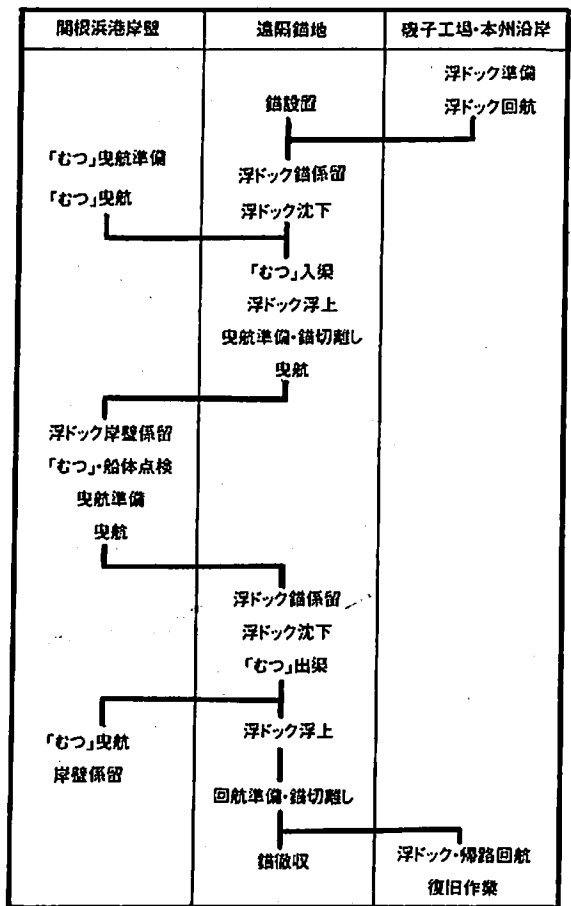 関根浜港岸壁
遠隔錨地
磯子工場・本州沿岸
浮ドック準備
錨設置
浮ドック回航
「むつ」曳航準備
浮ドック錨係留
「むつ」曳航
浮ドック沈下
「むつ」入渠
浮ドック浮上
曳航準備・錨切離し
曳航
浮ドック岸壁係留
「むつ」・船体点検
曳航準備
曳航
浮ドック錨係留
浮ドック沈下
「むつ」出渠
浮ドック浮上
「むつ」曳航
岸壁係留
回航準備・錨切離し
錨撤収
浮ドック・帰路回航
復旧作業